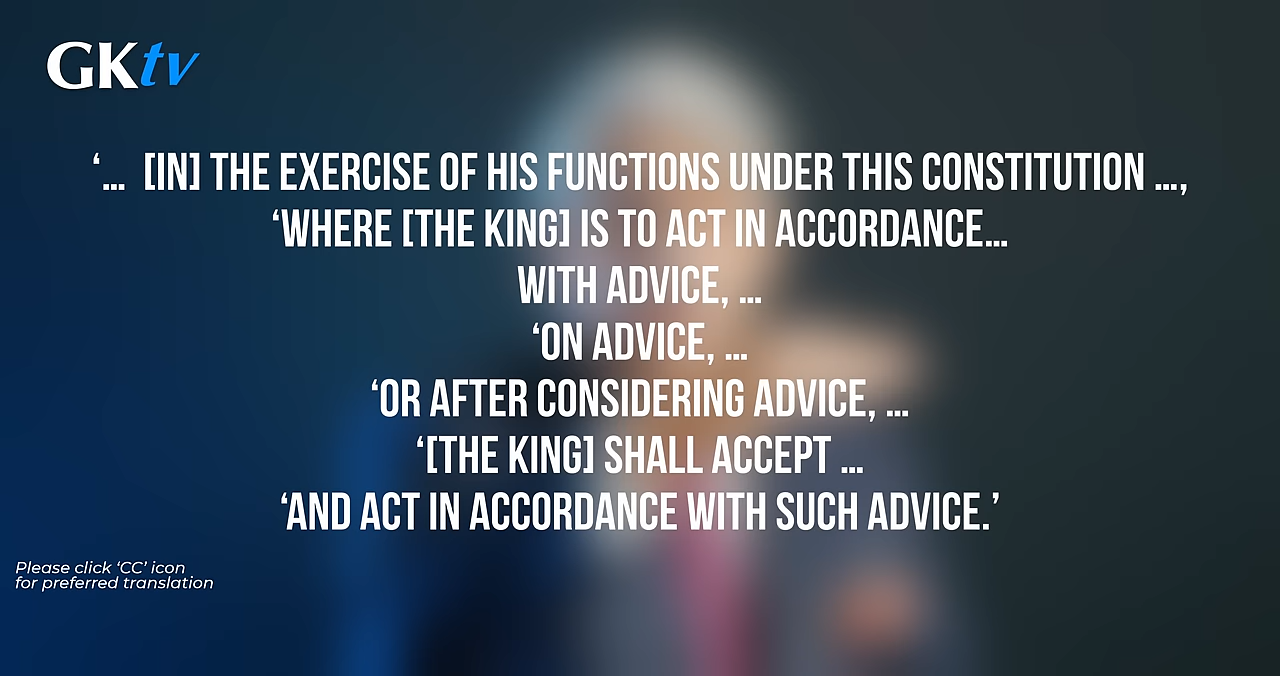 GKtv
‘… [IN] THE EXERCISE OF HIS FUNCTIONS UNDER THIS CONSTITUTION …,
‘WHERE [THE KING] IS TO ACT IN ACCORDANCE…
WITH ADVICE, …
‘ON ADVICE, …
‘OR AFTER CONSIDERING ADVICE, …
‘[THE KING] SHALL ACCEPT …
‘AND ACT IN ACCORDANCE WITH SUCH ADVICE.’
Please click ‘CC’ icon
for preferred translation